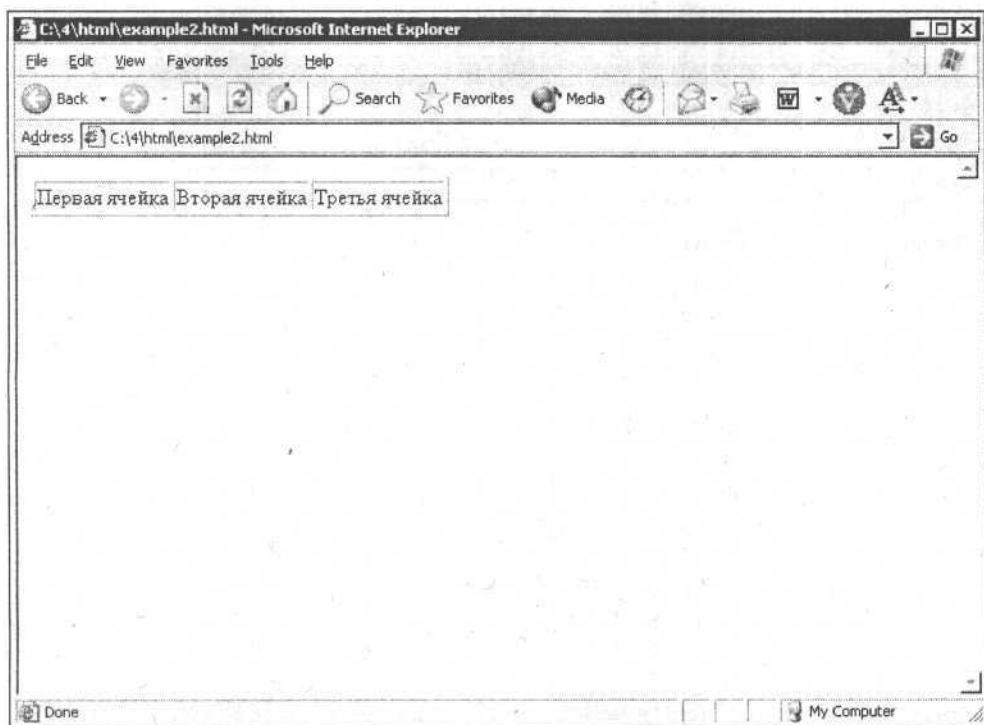 C:\4\html\example2.html - Microsoft Internet Explorer
File Edit View Favorites Tools Help
Back Search Favorites Media
Address C:\4\html\example2.html Go
Первая ячейка Вторая ячейка Третья ячейка
Done My Computer